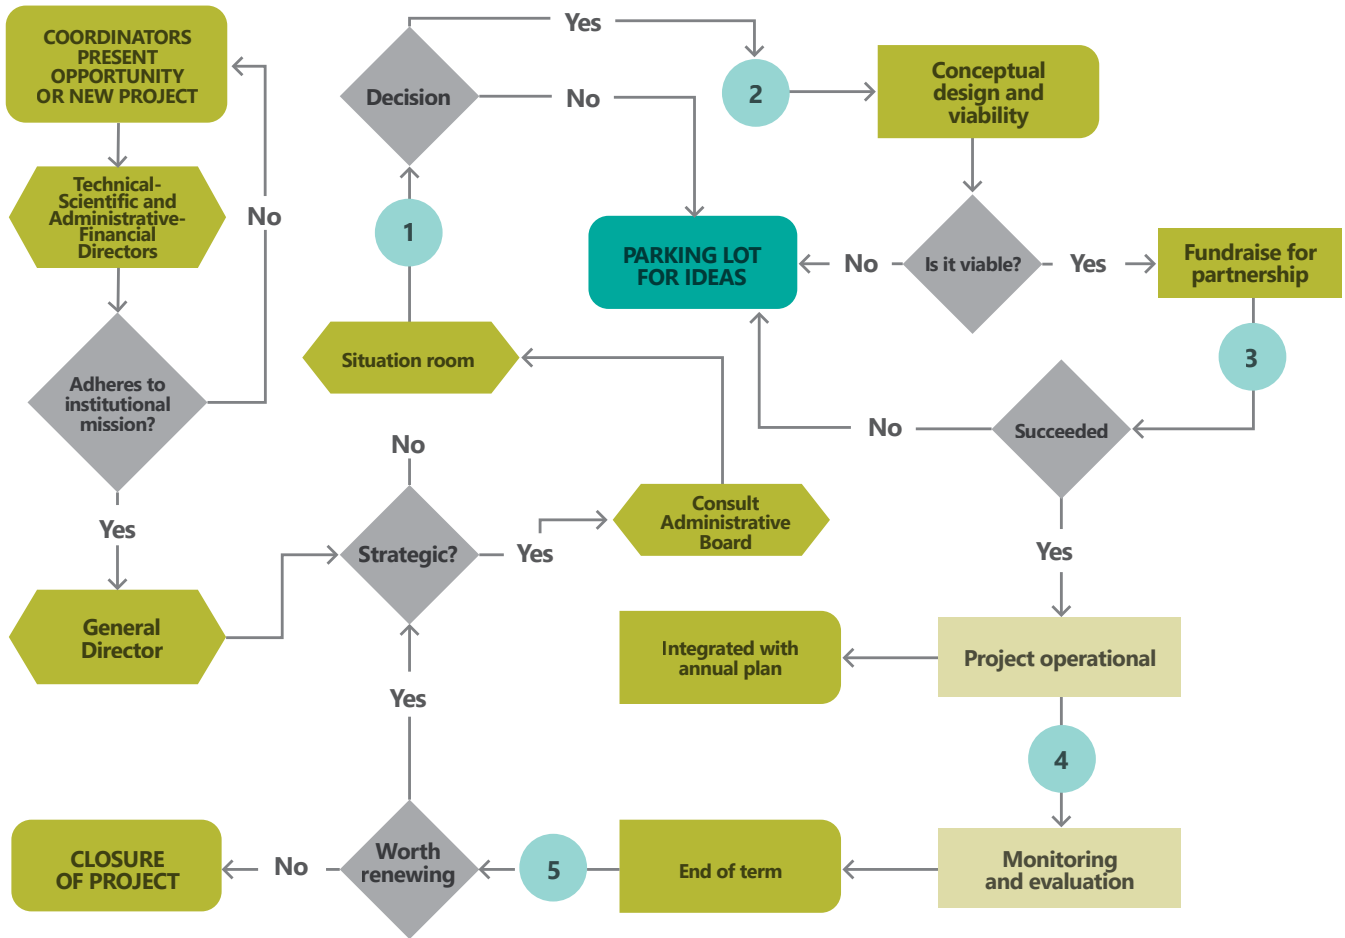 COORDINATORS
PRESENT
OPPORTUNITY
OR NEW PROJECT
Technical-
Scientific and
Administrative-
Financial
Directors
No
Adheres to
institutional
mission?
Yes
General
Director
Decision
Yes
No
1
2
Conceptual
design and
viability
PARKING LOT
FOR IDEAS
No
Is it viable?
Yes
Fundraise for
partnership
3
Situation room
No
Succeeded
No
Strategic?
Yes
Consult
Administrative
Board
Yes
Integrated with
annual plan
Project operational
Yes
4
CLOSURE
OF PROJECT
No
Worth
renewing
5
End of term
Monitoring
and evaluation